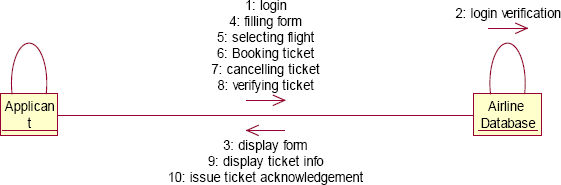 1: login
4: filling form
5: selecting flight
6: Booking ticket
7: cancelling ticket
8: verifying ticket
2: login verification
Applican
t
Airline
Database
3: display form
9: display ticket info
10: issue ticket acknowledgement